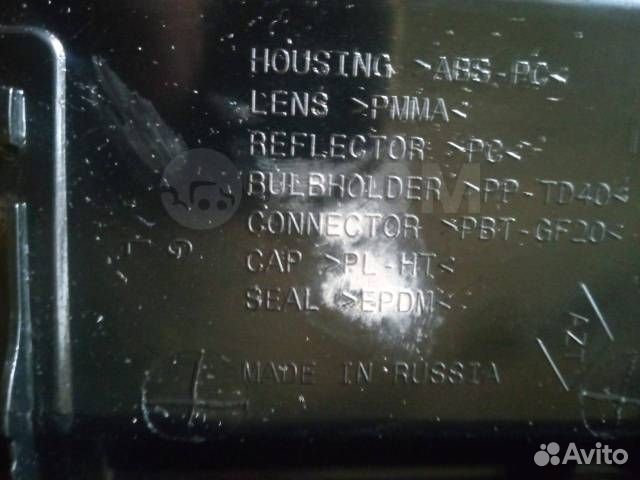 HOUSING >ABS-PC<
LENS >PMMA<
REFLECTOR >PC<
BULBHOLDER >PP-TD40<
CONNECTOR >PBT-GF20<
CAP >PL-HT<
SEAL >EPDM<
MADE IN RUSSIA
AZT
Avito